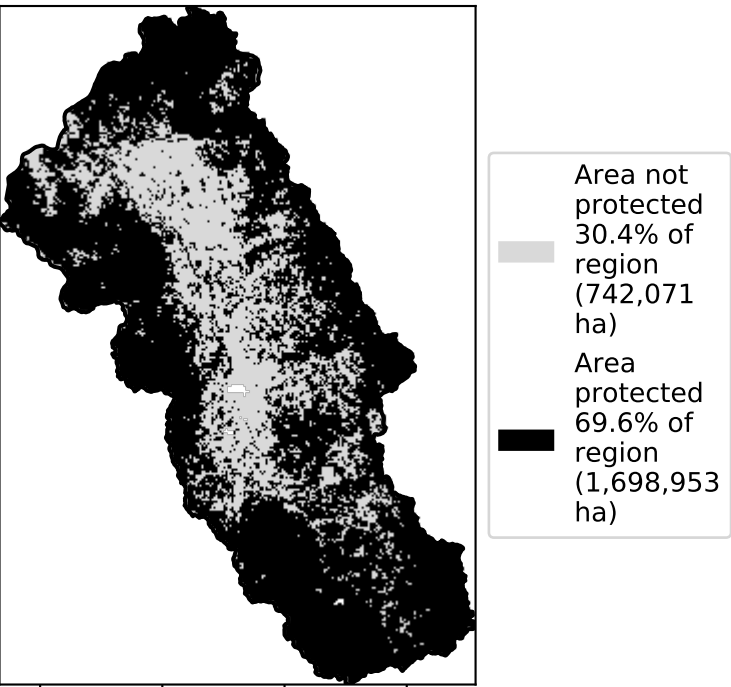 Area not
protected
30.4% of
region
(742,071
ha)
Area
protected
69.6% of
region
(1,698,953
ha)